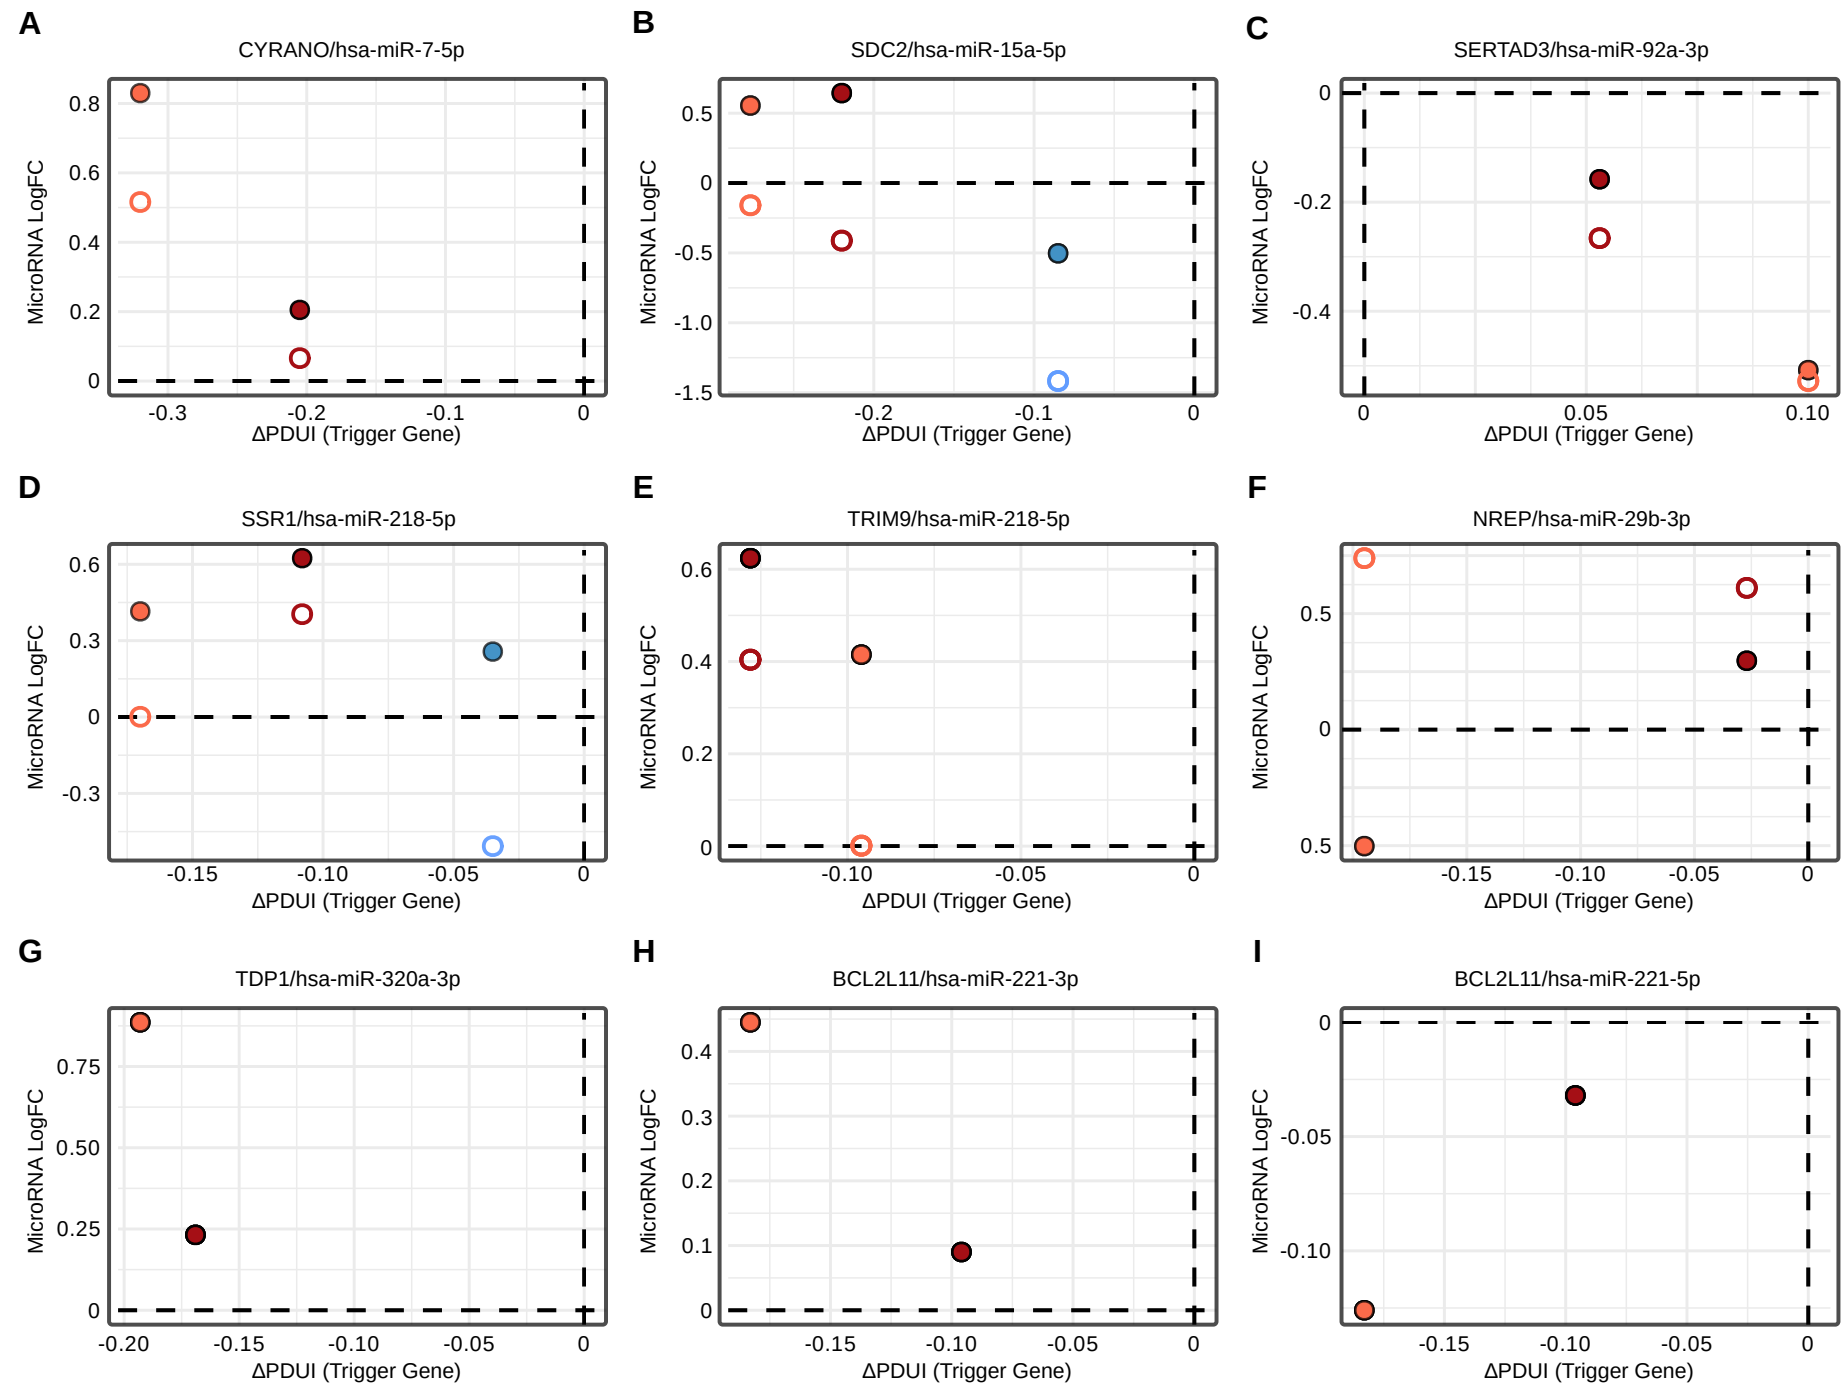 A
CYRANO/hsa-miR-7-5p
MicroRNA LogFC
0.8
0.6
0.4
0.2
0
-0.3 -0.2 -0.1 0
ΔPDUI (Trigger Gene)
B
SDC2/hsa-miR-15a-5p
MicroRNA LogFC
0.5
0
-0.5
-1.0
-1.5
-0.2 -0.1 0
ΔPDUI (Trigger Gene)
C
SERTAD3/hsa-miR-92a-3p
MicroRNA LogFC
0
-0.2
-0.4
0 0.05 0.10
ΔPDUI (Trigger Gene)
D
SSR1/hsa-miR-218-5p
MicroRNA LogFC
0.6
0.3
0
-0.3
-0.15 -0.10 -0.05 0
ΔPDUI (Trigger Gene)
E
TRIM9/hsa-miR-218-5p
MicroRNA LogFC
0.6
0.4
0.2
0
-0.10 -0.05 0
ΔPDUI (Trigger Gene)
F
NREP/hsa-miR-29b-3p
MicroRNA LogFC
0.5
0
0.5
-0.15 -0.10 -0.05 0
ΔPDUI (Trigger Gene)
G
TDP1/hsa-miR-320a-3p
MicroRNA LogFC
0.75
0.50
0.25
0
-0.20 -0.15 -0.10 -0.05 0
ΔPDUI (Trigger Gene)
H
BCL2L11/hsa-miR-221-3p
MicroRNA LogFC
0.4
0.3
0.2
0.1
0
-0.15 -0.10 -0.05 0
ΔPDUI (Trigger Gene)
I
BCL2L11/hsa-miR-221-5p
MicroRNA LogFC
0
-0.05
-0.10
-0.15 -0.10 -0.05 0
ΔPDUI (Trigger Gene)